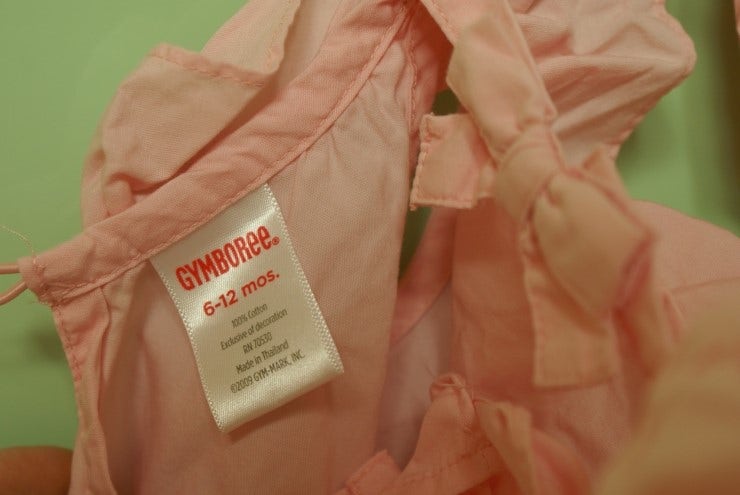 GYMBOREE®
6-12 mos.
100% Cotton
Exclusive of decoration
RN 70530
Made in Thailand
©2009 GYM-MARK, INC.